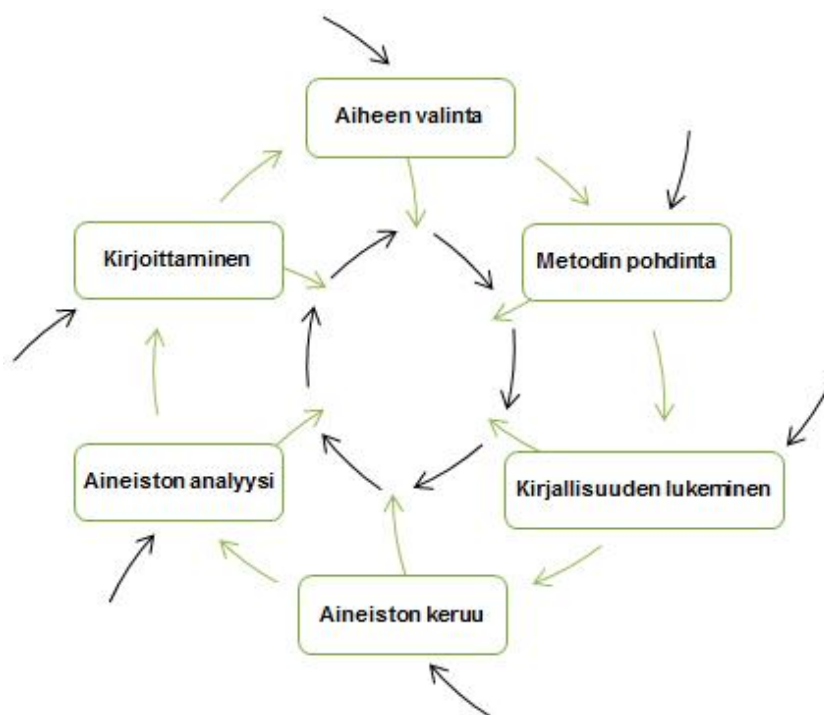 Aiheen valinta
Metodin pohdinta
Kirjallisuuden lukeminen
Aineiston keruu
Aineiston analyysi
Kirjoittaminen